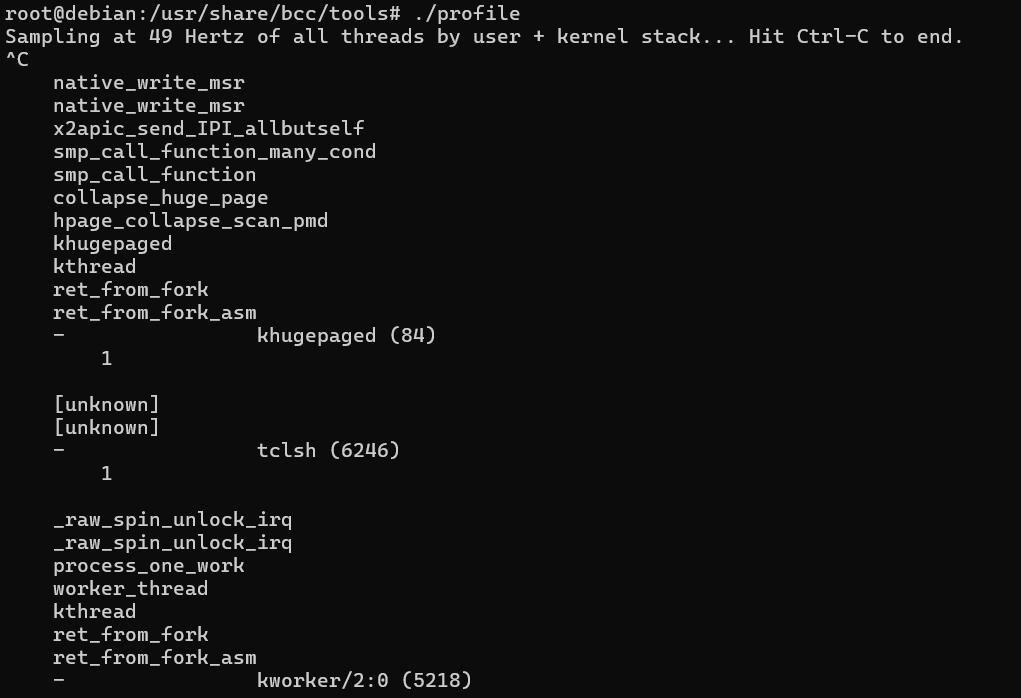 root@debian:/usr/share/bcc/tools# ./profile
Sampling at 49 Hertz of all threads by user + kernel stack... Hit Ctrl-C to end.
^C
    native_write_msr
    native_write_msr
    x2apic_send_IPI_allbutself
    smp_call_function_many_cond
    smp_call_function
    collapse_huge_page
    hpage_collapse_scan_pmd
    khugepaged
    kthread
    ret_from_fork
    ret_from_fork_asm
    -                khugepaged (84)
        1

    [unknown]
    [unknown]
    -                tclsh (6246)
        1

    _raw_spin_unlock_irq
    _raw_spin_unlock_irq
    process_one_work
    worker_thread
    kthread
    ret_from_fork
    ret_from_fork_asm
    -                kworker/2:0 (5218)